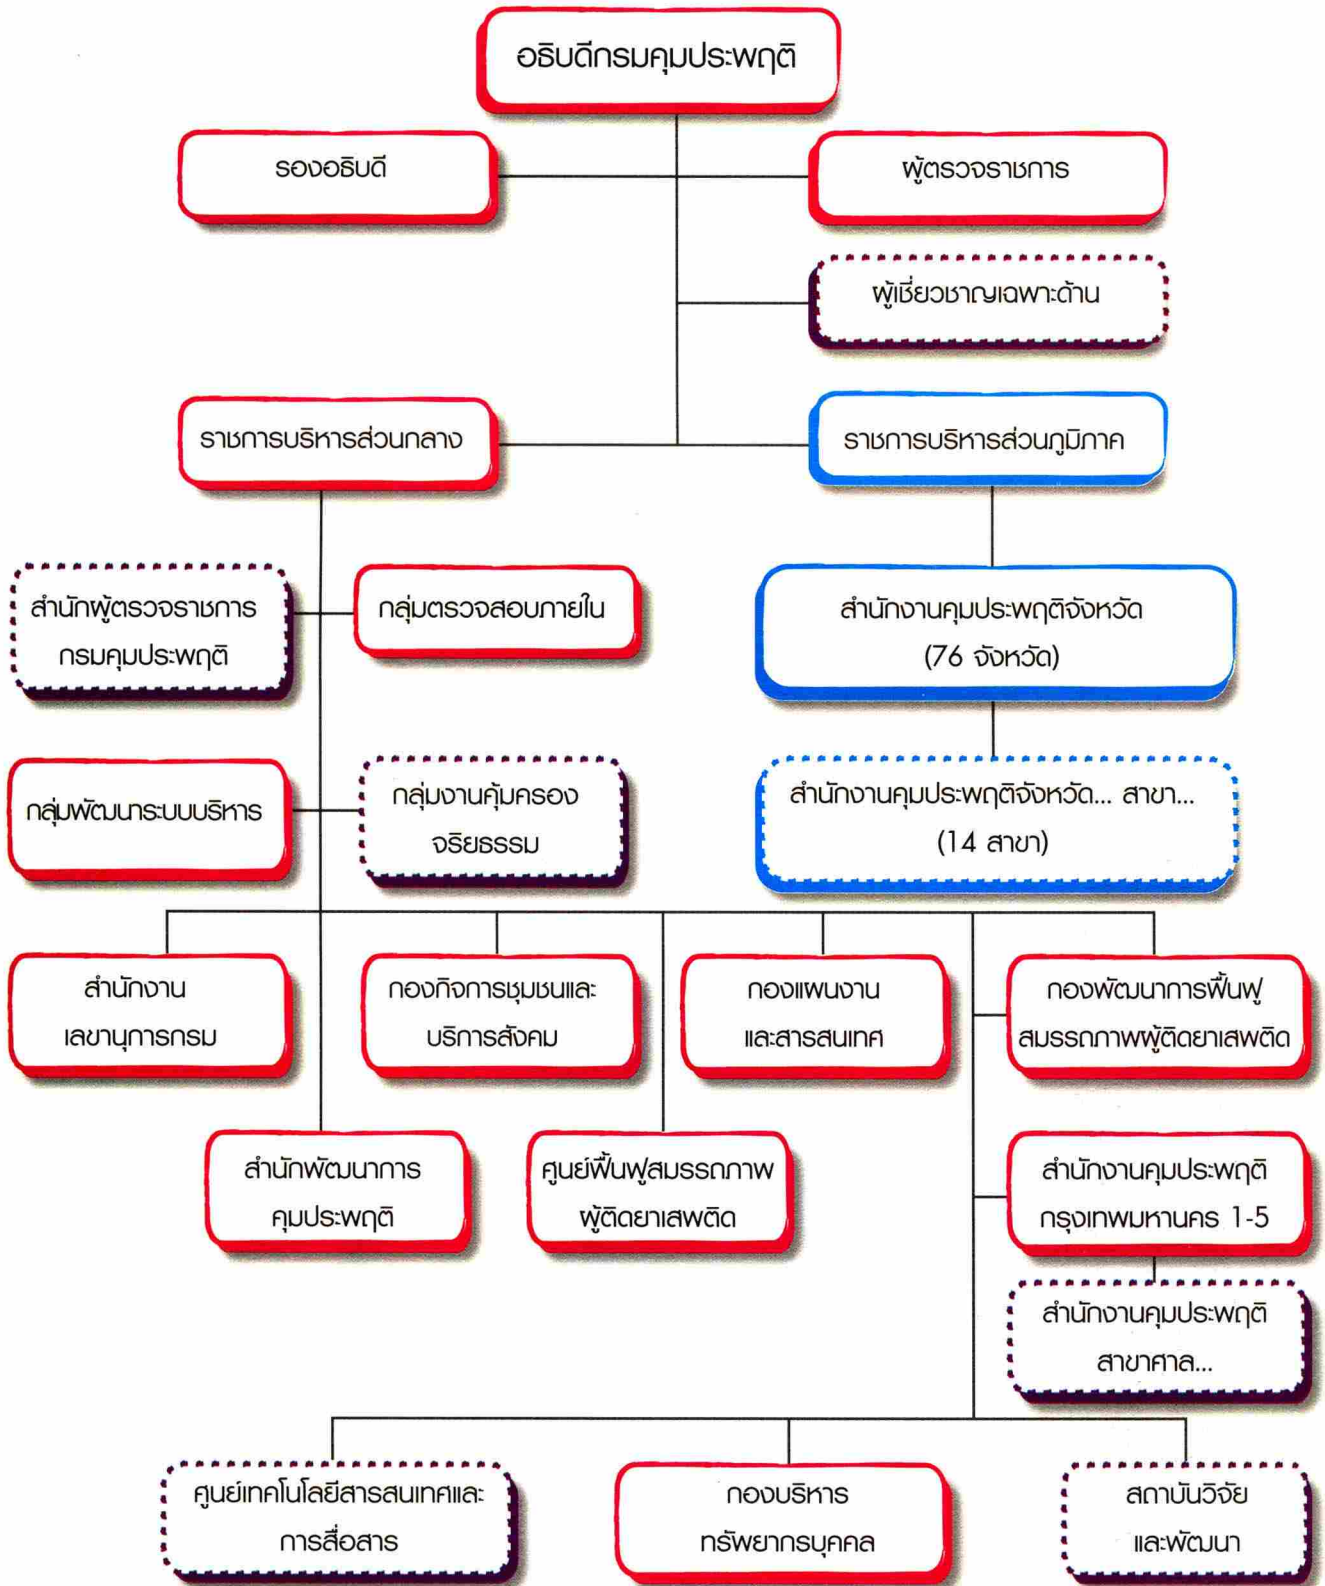 อธิบดีกรมคุมประพฤติ
รองอธิบดี
ผู้ตรวจราชการ
ผู้เชี่ยวชาญเฉพาะด้าน
ราชการบริหารส่วนกลาง
ราชการบริหารส่วนภูมิภาค
สำนักผู้ตรวจราชการ
กรมคุมประพฤติ
กลุ่มตรวจสอบภายใน
สำนักงานคุมประพฤติจังหวัด
(76 จังหวัด)
กลุ่มพัฒนาระบบบริหาร
กลุ่มงานคุ้มครอง
จริยธรรม
สำนักงานคุมประพฤติจังหวัด... สาขา...
(14 สาขา)
สำนักงาน
เลขานุการกรม
กองกิจการชุมชนและ
บริการสังคม
กองแผนงาน
และสารสนเทศ
กองพัฒนาการฟื้นฟู
สมรรถภาพผู้ติดยาเสพติด
สำนักพัฒนาการ
คุมประพฤติ
ศูนย์ฟื้นฟูสมรรถภาพ
ผู้ติดยาเสพติด
สำนักงานคุมประพฤติ
กรุงเทพมหานคร 1-5
สำนักงานคุมประพฤติ
สาขาศาล...
ศูนย์เทคโนโลยีสารสนเทศและ
การสื่อสาร
กองบริหาร
ทรัพยากรบุคคล
สถาบันวิจัย
และพัฒนา